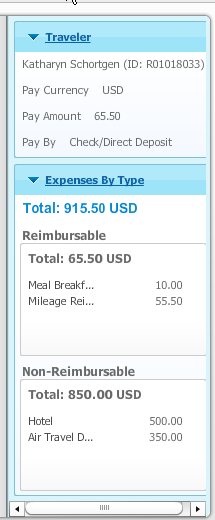 Traveler
Katharyn Schortgen (ID: R01018033)
Pay Currency USD
Pay Amount 65.50
Pay By Check/Direct Deposit
Expenses By Type
Total: 915.50 USD
Reimbursable
Total: 65.50 USD
Meal Breakf... 10.00
Mileage Rei... 55.50
Non-Reimbursable
Total: 850.00 USD
Hotel 500.00
Air Travel D... 350.00